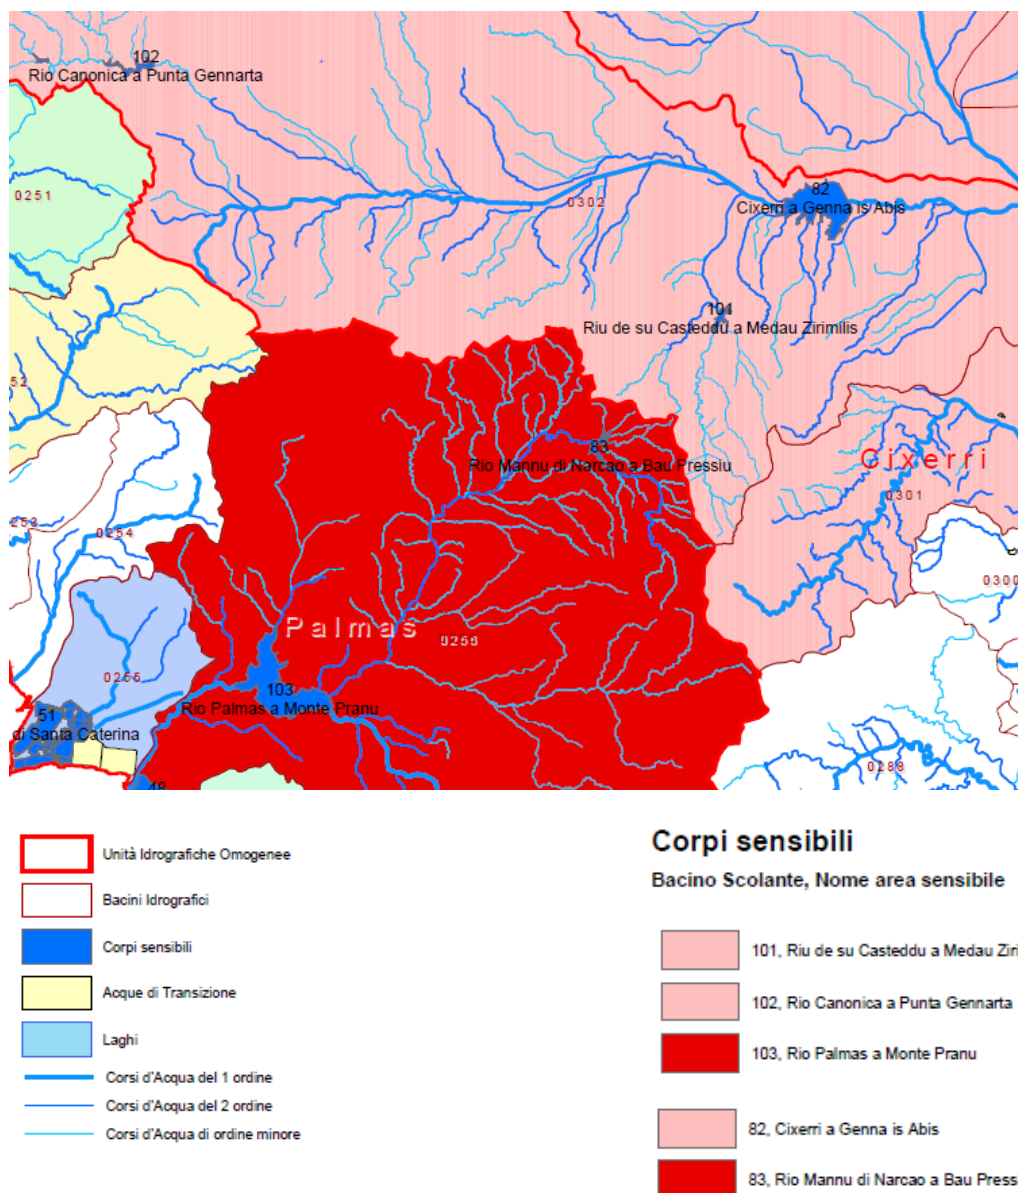 102
Rio Canonica a Punta Gennarta
0251
82
0302
Cixerri a Genna is Abis
101
Riu de su Casteddu a Medau Zirimilis
52
83
Rio Mannu di Narcao a Bau Pressiu
Cixerri
0301
253
0254
0300
Palmas
0256
0255
103
Rio Palmas a Monte Pranu
51
di Santa Caterina
0288
48
Unità Idrografiche Omogenee
Bacini Idrografici
Corpi sensibili
Acque di Transizione
Laghi
Corsi d'Acqua del 1 ordine
Corsi d'Acqua del 2 ordine
Corsi d'Acqua di ordine minore
Corpi sensibili
Bacino Scolante, Nome area sensibile
101, Riu de su Casteddu a Medau Ziri
102, Rio Canonica a Punta Gennarta
103, Rio Palmas a Monte Pranu
82, Cixerri a Genna is Abis
83, Rio Mannu di Narcao a Bau Pressi